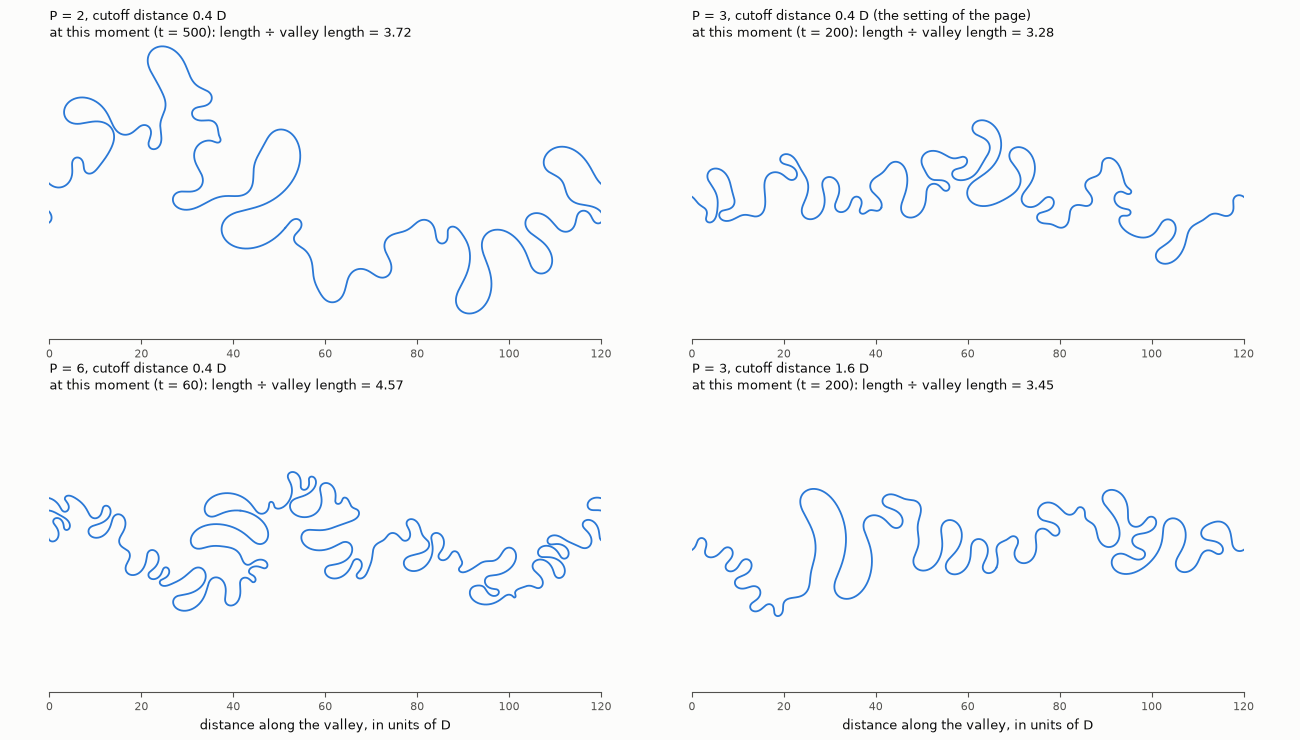 P = 2, cutoff distance 0.4 D
at this moment (t = 500): length ÷ valley length = 3.72
0 20 40 60 80 100 120
P = 3, cutoff distance 0.4 D (the setting of the page)
at this moment (t = 200): length ÷ valley length = 3.28
0 20 40 60 80 100 120
P = 6, cutoff distance 0.4 D
at this moment (t = 60): length ÷ valley length = 4.57
0 20 40 60 80 100 120
distance along the valley, in units of D
P = 3, cutoff distance 1.6 D
at this moment (t = 200): length ÷ valley length = 3.45
0 20 40 60 80 100 120
distance along the valley, in units of D